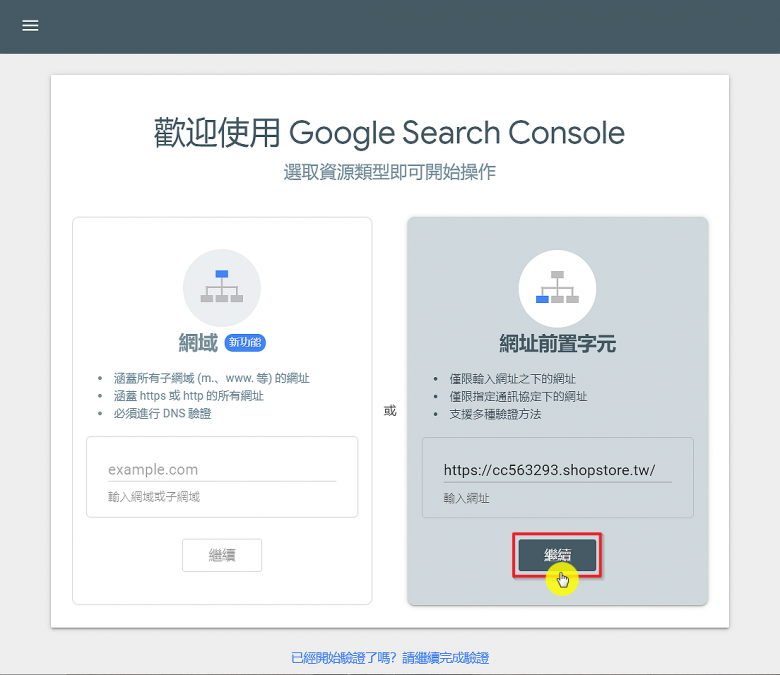 歡迎使用 Google Search Console
選取資源類型即可開始操作
網域 新功能
• 涵蓋所有子網域 (m.、www. 等) 的網址
• 涵蓋 https 或 http 的所有網址
• 必須進行 DNS 驗證
example.com
輸入網域或子網域
繼續
或
網址前置字元
• 僅限輸入網址之下的網址
• 僅限指定通訊協定下的網址
• 支援多種驗證方法
https://cc563293.shopstore.tw/
輸入網址
繼續
已經開始驗證了嗎？請繼續完成驗證